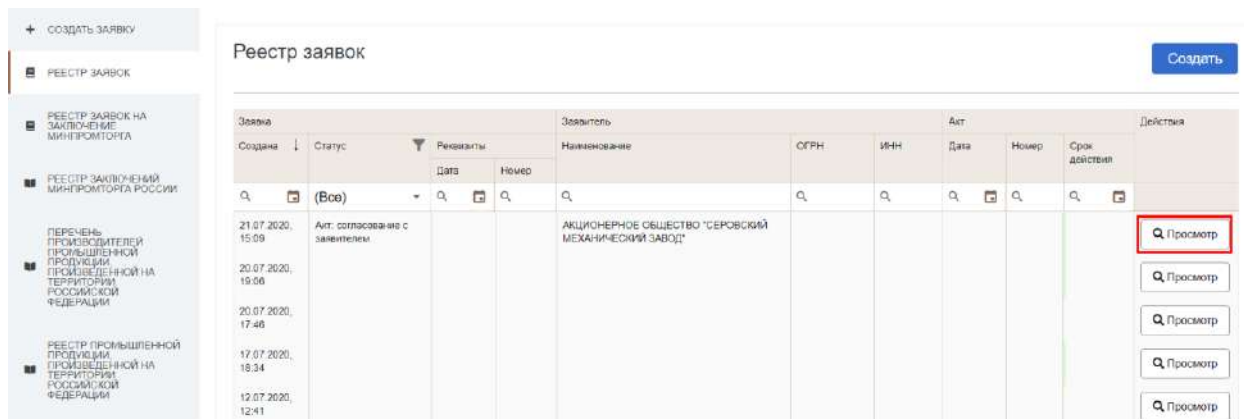 СОЗДАТЬ ЗАЯВКУ
РЕЕСТР ЗАЯВОК
РЕЕСТР ЗАЯВОК НА
ЗАКЛЮЧЕНИЕ
МИНПРОМТОРГА
РЕЕСТР ЗАКЛЮЧЕНИЙ
МИНПРОМТОРГА РОССИИ
ПЕРЕЧЕНЬ
ПРОИЗВОДИТЕЛЕЙ
ПРОМЫШЛЕННОЙ
ПРОДУКЦИИ,
ПРОИЗВЕДЕННОЙ НА
ТЕРРИТОРИИ
РОССИЙСКОЙ
ФЕДЕРАЦИИ
РЕЕСТР ПРОМЫШЛЕННОЙ
ПРОДУКЦИИ,
ПРОИЗВЕДЕННОЙ НА
ТЕРРИТОРИИ
РОССИЙСКОЙ
ФЕДЕРАЦИИ
Реестр заявок
Создать
Заявка Заявитель Акт Действия
Создана Статус Реквизиты Наименование ОГРН ИНН Дата Номер Срок
действия
Дата Номер
(Все)
21.07.2020, Акт: согласование с АКЦИОНЕРНОЕ ОБЩЕСТВО "СЕРОВСКИЙ Просмотр
15:09 заявителем МЕХАНИЧЕСКИЙ ЗАВОД"
20.07.2020, Просмотр
19:06
20.07.2020, Просмотр
17:46
17.07.2020, Просмотр
18:34
12.07.2020, Просмотр
12:41